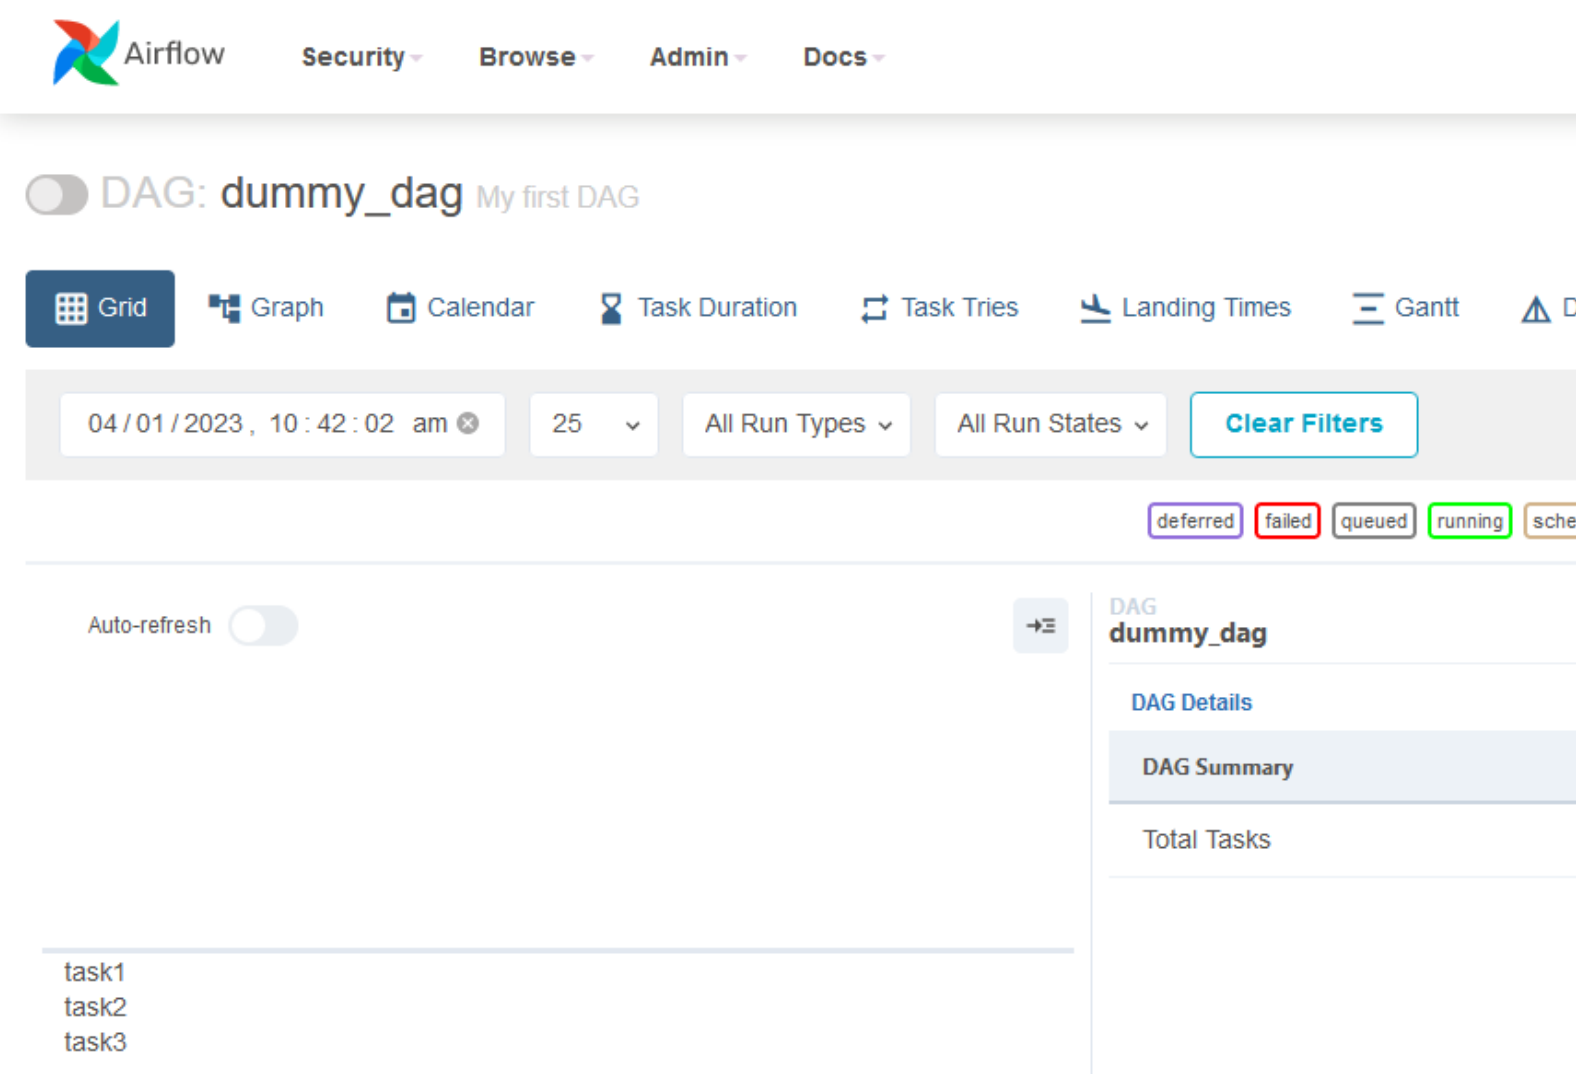 Airflow Security Browse Admin Docs
DAG: dummy_dag My first DAG
Grid Graph Calendar Task Duration Task Tries Landing Times Gantt
04/01/2023, 10:42:02 am 25 All Run Types All Run States Clear Filters
deferred failed queued running sche
Auto-refresh
DAG
dummy_dag
DAG Details
DAG Summary
Total Tasks
task1
task2
task3